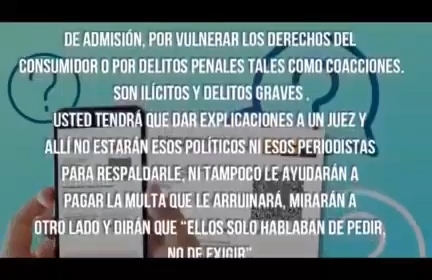 DE ADMISIÓN, POR VULNERAR LOS DERECHOS DEL
CONSUMIDOR O POR DELITOS PENALES TALES COMO COACCIONES.
SON ILÍCITOS Y DELITOS GRAVES .
USTED TENDRÁ QUE DAR EXPLICACIONES A UN JUEZ Y
ALLÍ NO ESTARÁN ESOS POLÍTICOS NI ESOS PERIODISTAS
PARA RESPALDARLE, NI TAMPOCO LE AYUDARÁN A
PAGAR LA MULTA QUE LE ARRUINARÁ, MIRARÁN A
OTRO LADO Y DIRÁN QUE “ELLOS SOLO HABLABAN DE PEDIR,
NO DE EXIGIR”